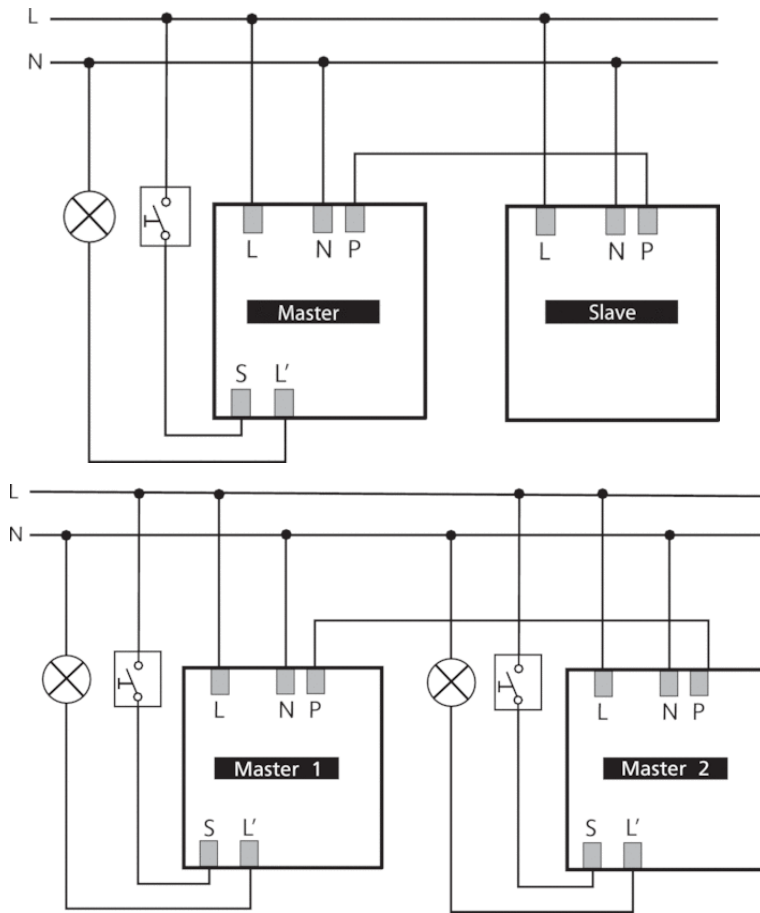 L
N
L N P L N P
Master Slave
S L′
L
N
L N P L N P
Master 1 Master 2
S L′ S L′